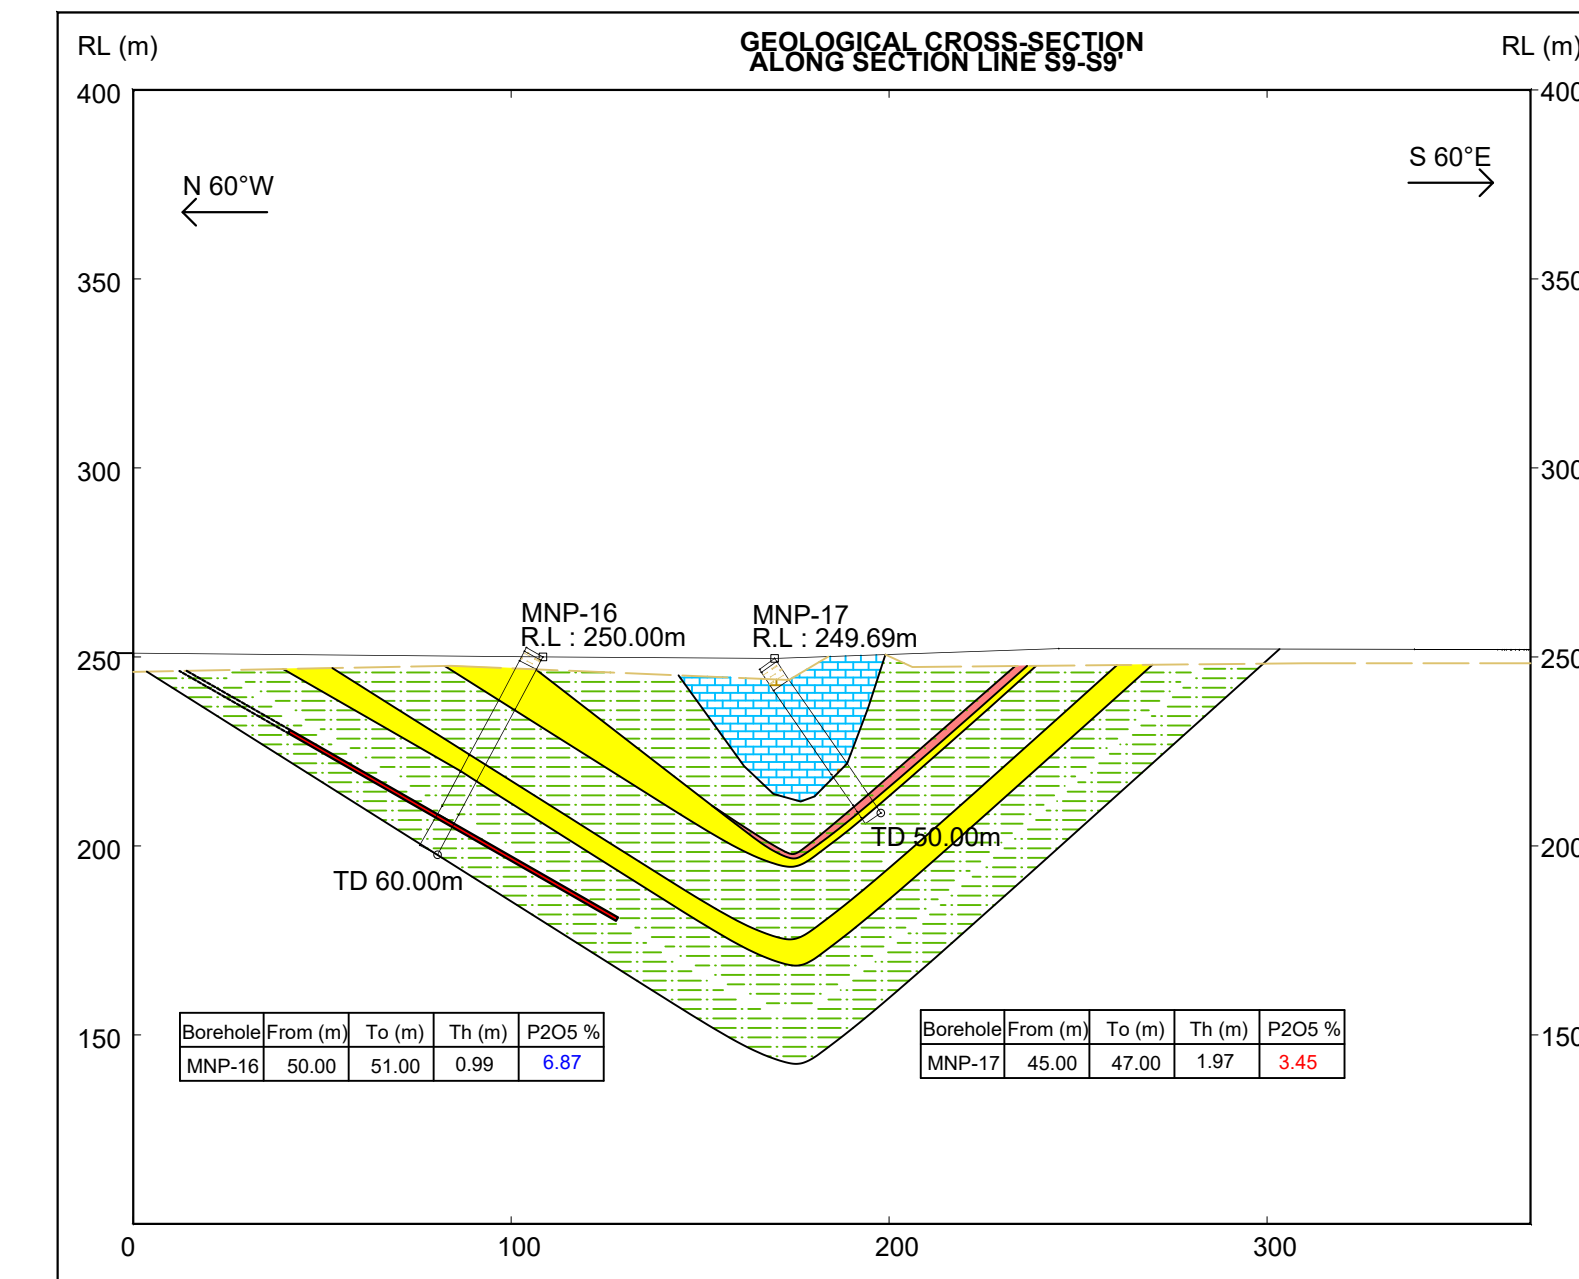 GEOLOGICAL CROSS-SECTION
ALONG SECTION LINE S9-S9'
RL (m)
RL (m)
400
400
N 60°W
S 60°E
350
350
300
300
MNP-16
R.L : 250.00m
MNP-17
R.L : 249.69m
250
250
200
200
TD 50.00m
TD 60.00m
150
150
Borehole From (m) To (m) Th (m) P2O5 %
MNP-16 50.00 51.00 0.99 6.87
Borehole From (m) To (m) Th (m) P2O5 %
MNP-17 45.00 47.00 1.97 3.45
0 100 200 300